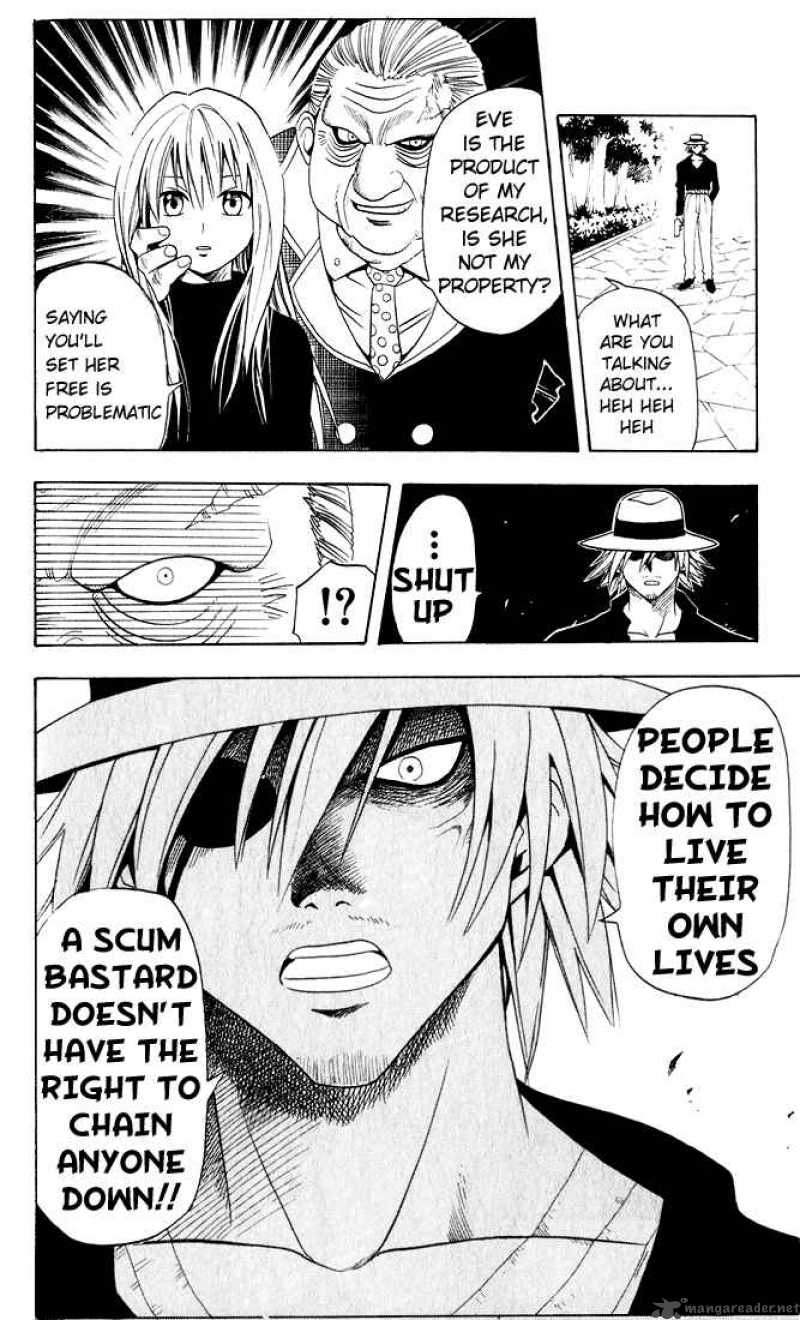 WHAT
ARE YOU
TALKING
ABOUT...
HEH HEH
HEH
EVE
IS THE
PRODUCT
OF MY
RESEARCH,
IS SHE
NOT MY
PROPERTY?
SAYING
YOU'LL
SET HER
FREE IS
PROBLEMATIC
...
SHUT
UP
!?
PEOPLE
DECIDE
HOW TO
LIVE
THEIR
OWN
LIVES
A SCUM
BASTARD
DOESN'T
HAVE THE
RIGHT TO
CHAIN
ANYONE
DOWN!!
mangareader.net